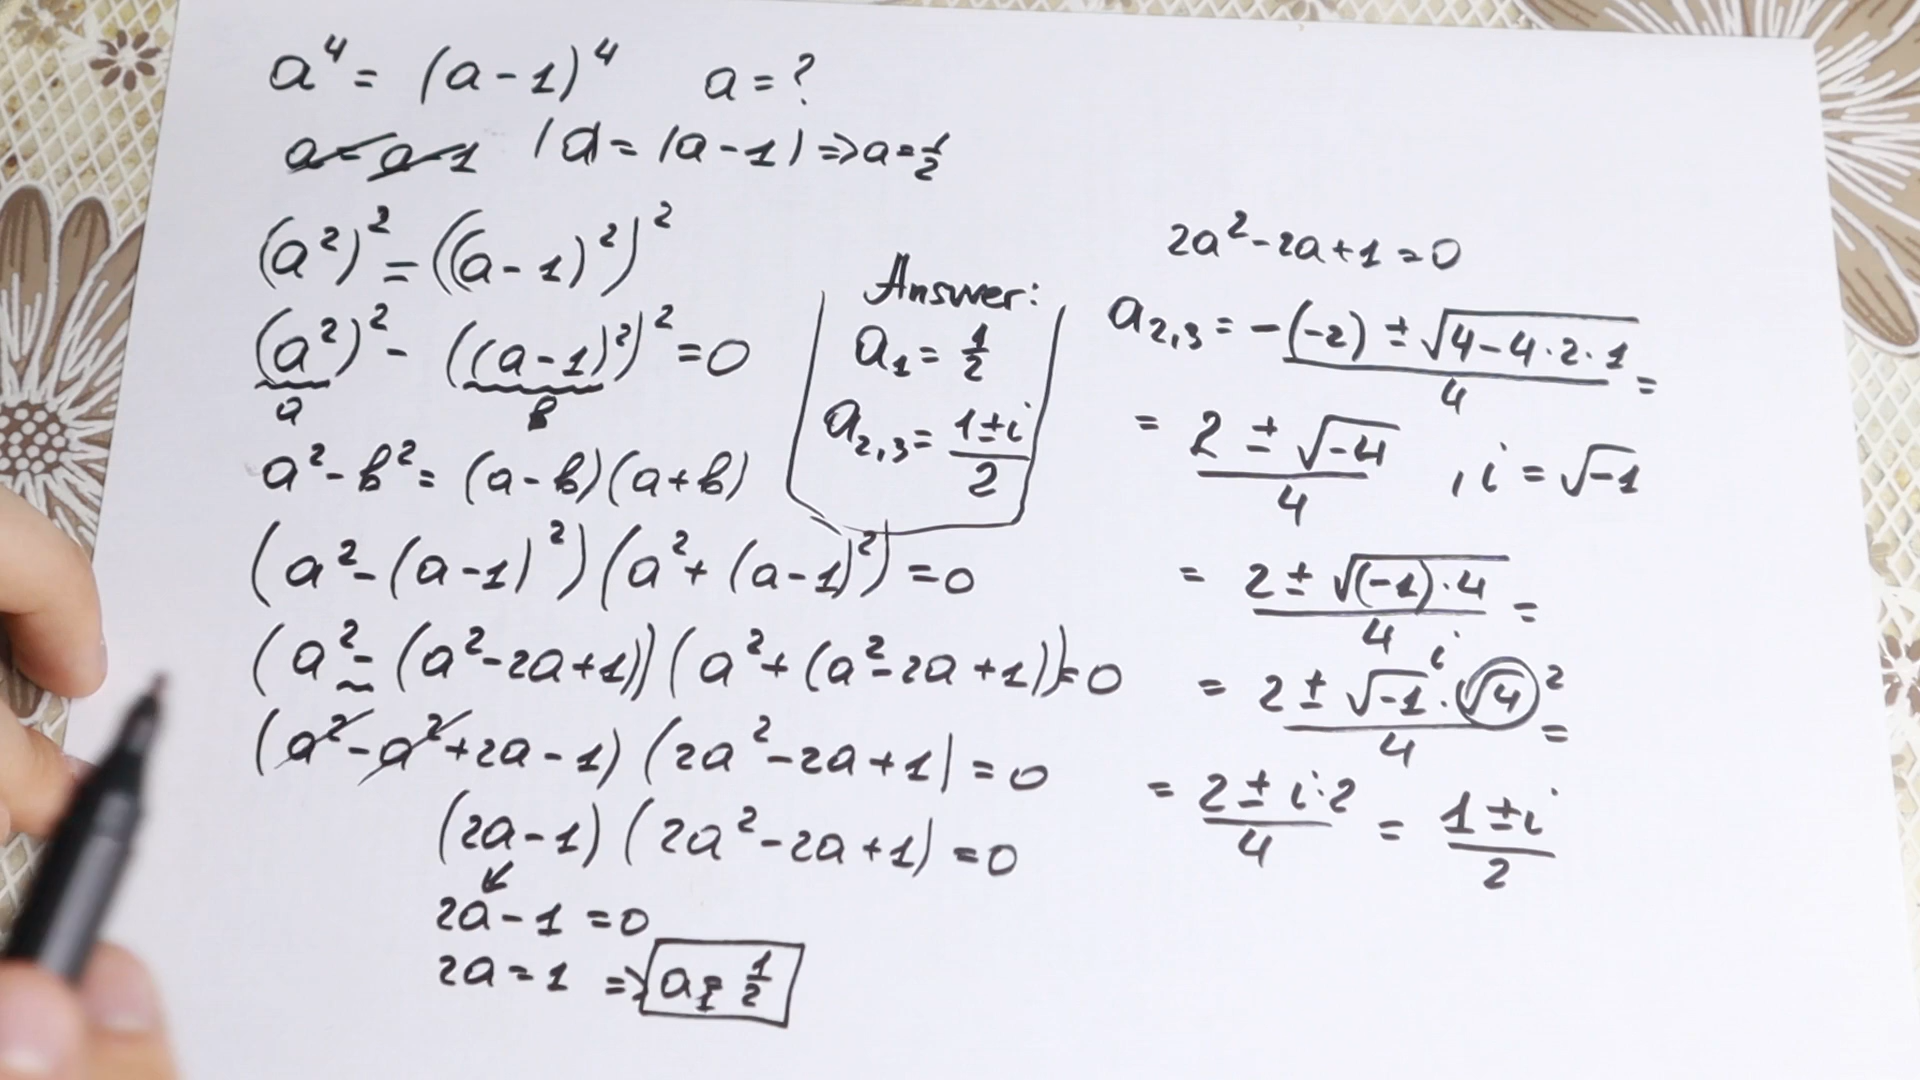 a⁴ = (a-1)⁴ a = ?
a = a-1 |a| = |a-1| => a = 1/2
(a²)² = ((a-1)²)²
(a²)² - ((a-1)²)² = 0
a в
a² - в² = (a-в)(a+в)
(a² - (a-1)²)(a² + (a-1)²) = 0
(a² - (a²-2a+1))(a² + (a²-2a+1)) = 0
(a² - a² + 2a - 1)(2a² - 2a + 1) = 0
(2a-1)(2a² - 2a + 1) = 0
2a - 1 = 0
2a = 1 => a₁ = 1/2
Answer:
a₁ = 1/2
a₂,₃ = (1±i)/2
2a² - 2a + 1 = 0
a₂,₃ = (-(-2) ± √(4-4·2·1))/4 =
= (2 ± √-4)/4 , i = √-1
= (2 ± √((-1)·4))/4 =
i
= (2 ± √-1 · √4)/4 = 2
= (2 ± i·2)/4 = (1±i)/2